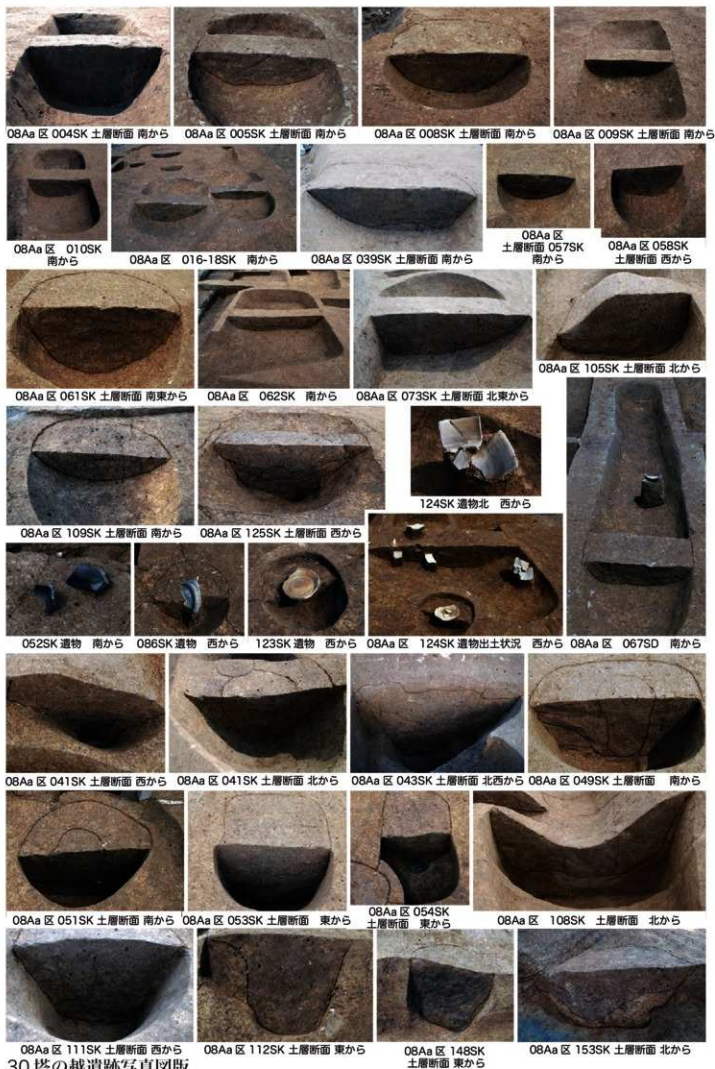 08Aa 区 004SK 土層断面 南から
08Aa 区 005SK 土層断面 南から
08Aa 区 008SK 土層断面 南から
08Aa 区 009SK 土層断面 南から
08Aa 区 010SK
南から
08Aa 区 016-18SK 南から
08Aa 区 039SK 土層断面 南から
08Aa 区
土層断面 057SK
南から
08Aa 区 058SK
土層断面 西から
08Aa 区 061SK 土層断面 南東から
08Aa 区 062SK 南から
08Aa 区 073SK 土層断面 北東から
08Aa 区 105SK 土層断面 北から
08Aa 区 109SK 土層断面 南から
08Aa 区 125SK 土層断面 西から
124SK 遺物北 西から
052SK 遺物 南から
086SK 遺物 西から
123SK 遺物 西から
08Aa 区 124SK 遺物出土状況 西から
08Aa 区 067SD 南から
08Aa 区 041SK 土層断面 西から
08Aa 区 041SK 土層断面 北から
08Aa 区 043SK 土層断面 北西から
08Aa 区 049SK 土層断面 南から
08Aa 区 051SK 土層断面 南から
08Aa 区 053SK 土層断面 東から
08Aa 区 054SK
土層断面 東から
08Aa 区 108SK 土層断面 北から
08Aa 区 111SK 土層断面 西から
08Aa 区 112SK 土層断面 東から
08Aa 区 148SK
土層断面 東から
08Aa 区 153SK 土層断面 北から
30 塔の越遺跡写真図版